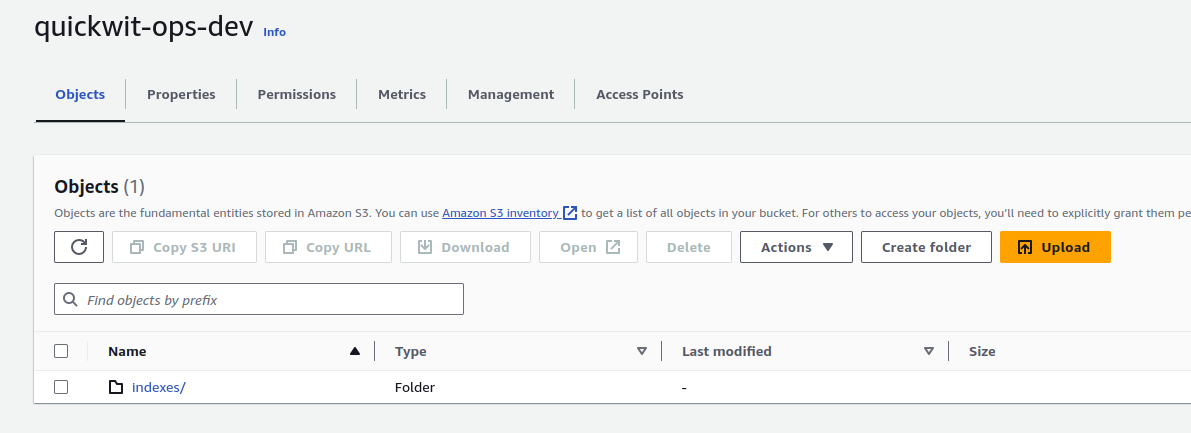 quickwit-ops-dev Info
Objects Properties Permissions Metrics Management Access Points
Objects (1)
Objects are the fundamental entities stored in Amazon S3. You can use Amazon S3 inventory to get a list of all objects in your bucket. For others to access your objects, you'll need to explicitly grant them pe
Copy S3 URI Copy URL Download Open Delete Actions Create folder Upload
Find objects by prefix
Name Type Last modified Size
indexes/ Folder -